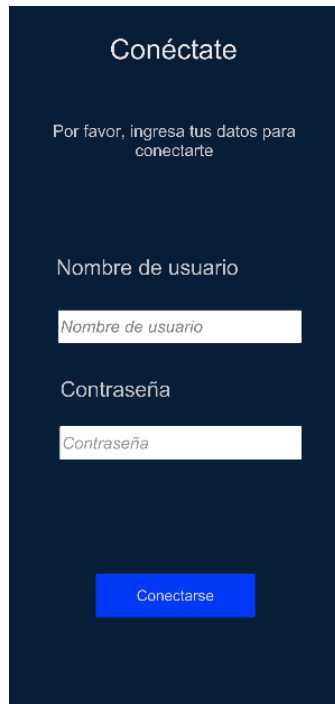 Conéctate
Por favor, ingresa tus datos para
conectarte
Nombre de usuario
Nombre de usuario
Contraseña
Contraseña
Conectarse